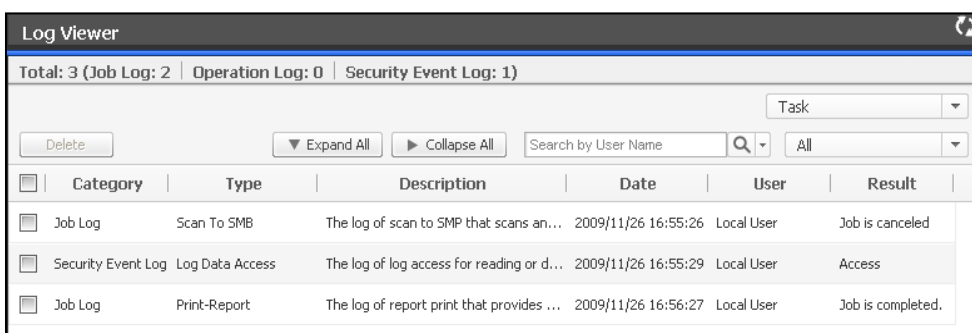 Log Viewer
Total: 3 (Job Log: 2 | Operation Log: 0 | Security Event Log: 1)
Task
Delete ▼ Expand All ▶ Collapse All Search by User Name All
Category Type Description Date User Result
Job Log Scan To SMB The log of scan to SMP that scans an... 2009/11/26 16:55:26 Local User Job is canceled
Security Event Log Log Data Access The log of log access for reading or d... 2009/11/26 16:55:29 Local User Access
Job Log Print-Report The log of report print that provides ... 2009/11/26 16:56:27 Local User Job is completed.